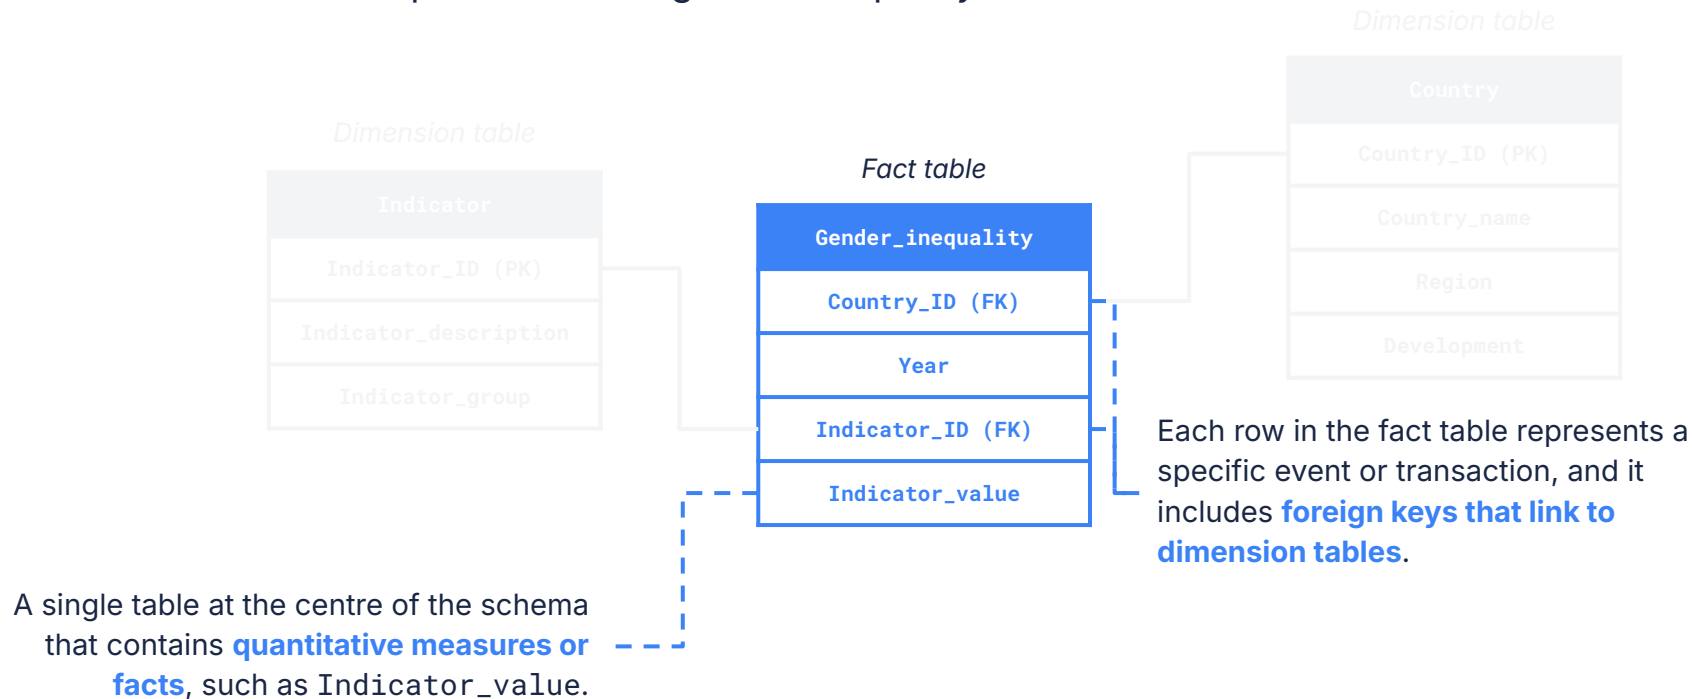 Dimension table
Country
Country_ID (PK)
Country_name
Region
Development
Dimension table
Indicator
Indicator_ID (PK)
Indicator_description
Indicator_group
Fact table
Gender_inequality
Country_ID (FK)
Year
Indicator_ID (FK)
Indicator_value
Each row in the fact table represents a
specific event or transaction, and it
includes foreign keys that link to
dimension tables.
A single table at the centre of the schema
that contains quantitative measures or
facts, such as Indicator_value.